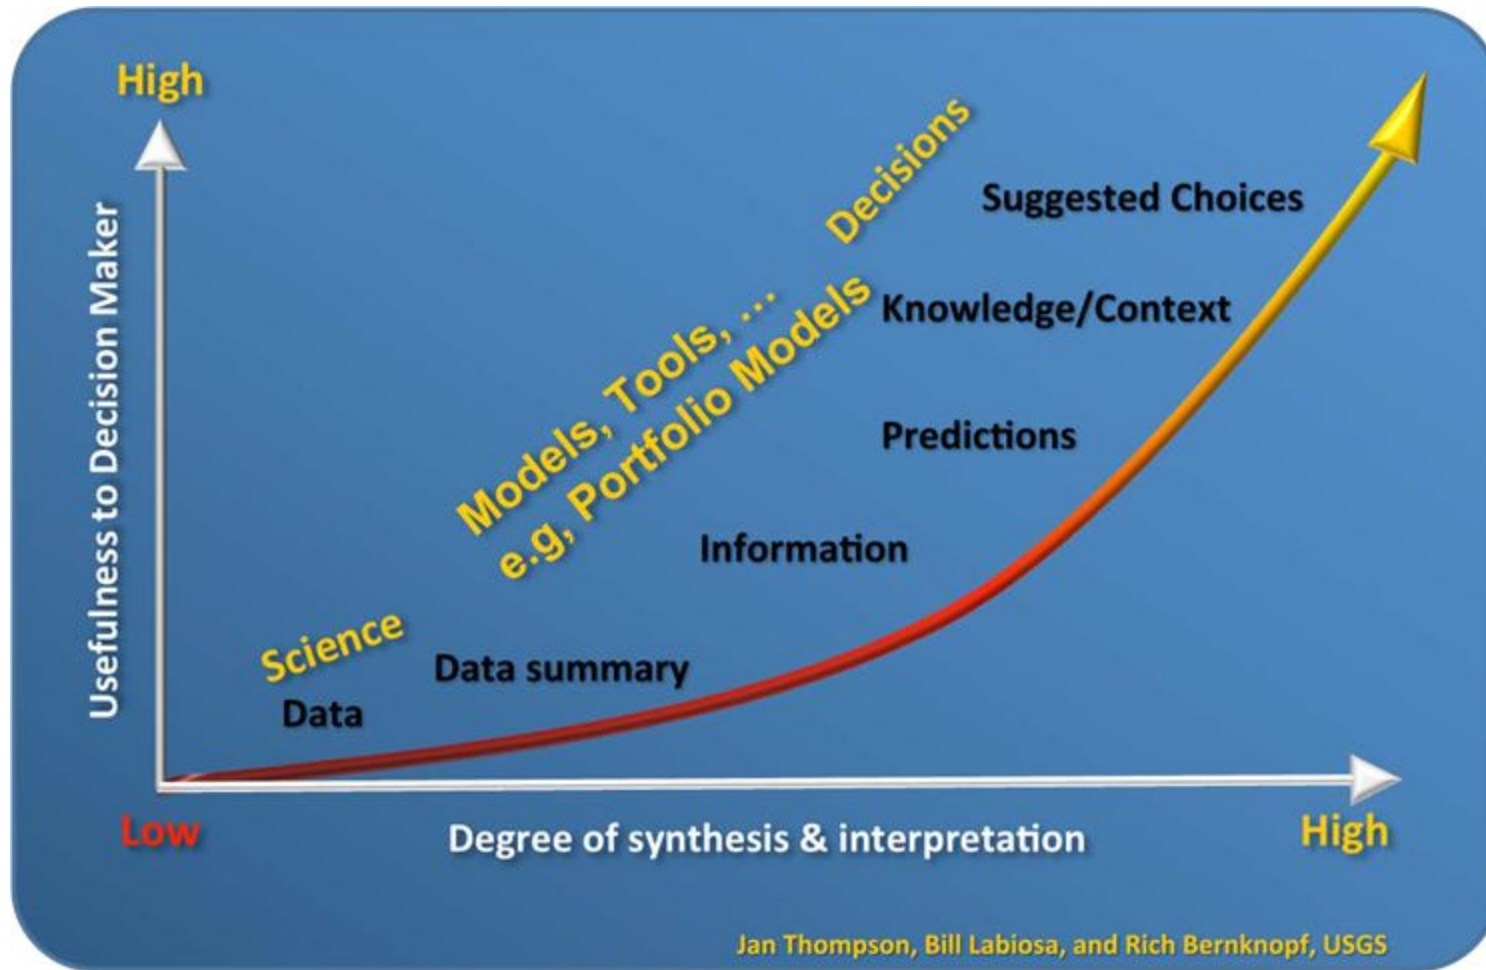 High
Usefulness to Decision Maker
Decisions
Suggested Choices
Models, Tools, ...
e.g, Portfolio Models
Knowledge/Context
Predictions
Information
Science
Data summary
Data
Low
Degree of synthesis & interpretation
High
Jan Thompson, Bill Labiosa, and Rich Bernknopf, USGS